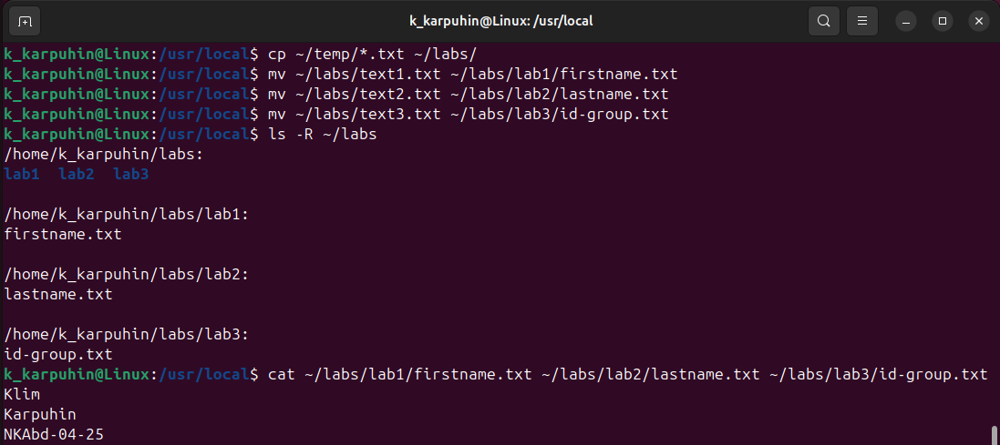 k_karpuhin@Linux: /usr/local
k_karpuhin@Linux:/usr/local$ cp ~/temp/*.txt ~/labs/
k_karpuhin@Linux:/usr/local$ mv ~/labs/text1.txt ~/labs/lab1/firstname.txt
k_karpuhin@Linux:/usr/local$ mv ~/labs/text2.txt ~/labs/lab2/lastname.txt
k_karpuhin@Linux:/usr/local$ mv ~/labs/text3.txt ~/labs/lab3/id-group.txt
k_karpuhin@Linux:/usr/local$ ls -R ~/labs
/home/k_karpuhin/labs:
lab1  lab2  lab3
/home/k_karpuhin/labs/lab1:
firstname.txt
/home/k_karpuhin/labs/lab2:
lastname.txt
/home/k_karpuhin/labs/lab3:
id-group.txt
k_karpuhin@Linux:/usr/local$ cat ~/labs/lab1/firstname.txt ~/labs/lab2/lastname.txt ~/labs/lab3/id-group.txt
Klim
Karpuhin
NKAbd-04-25